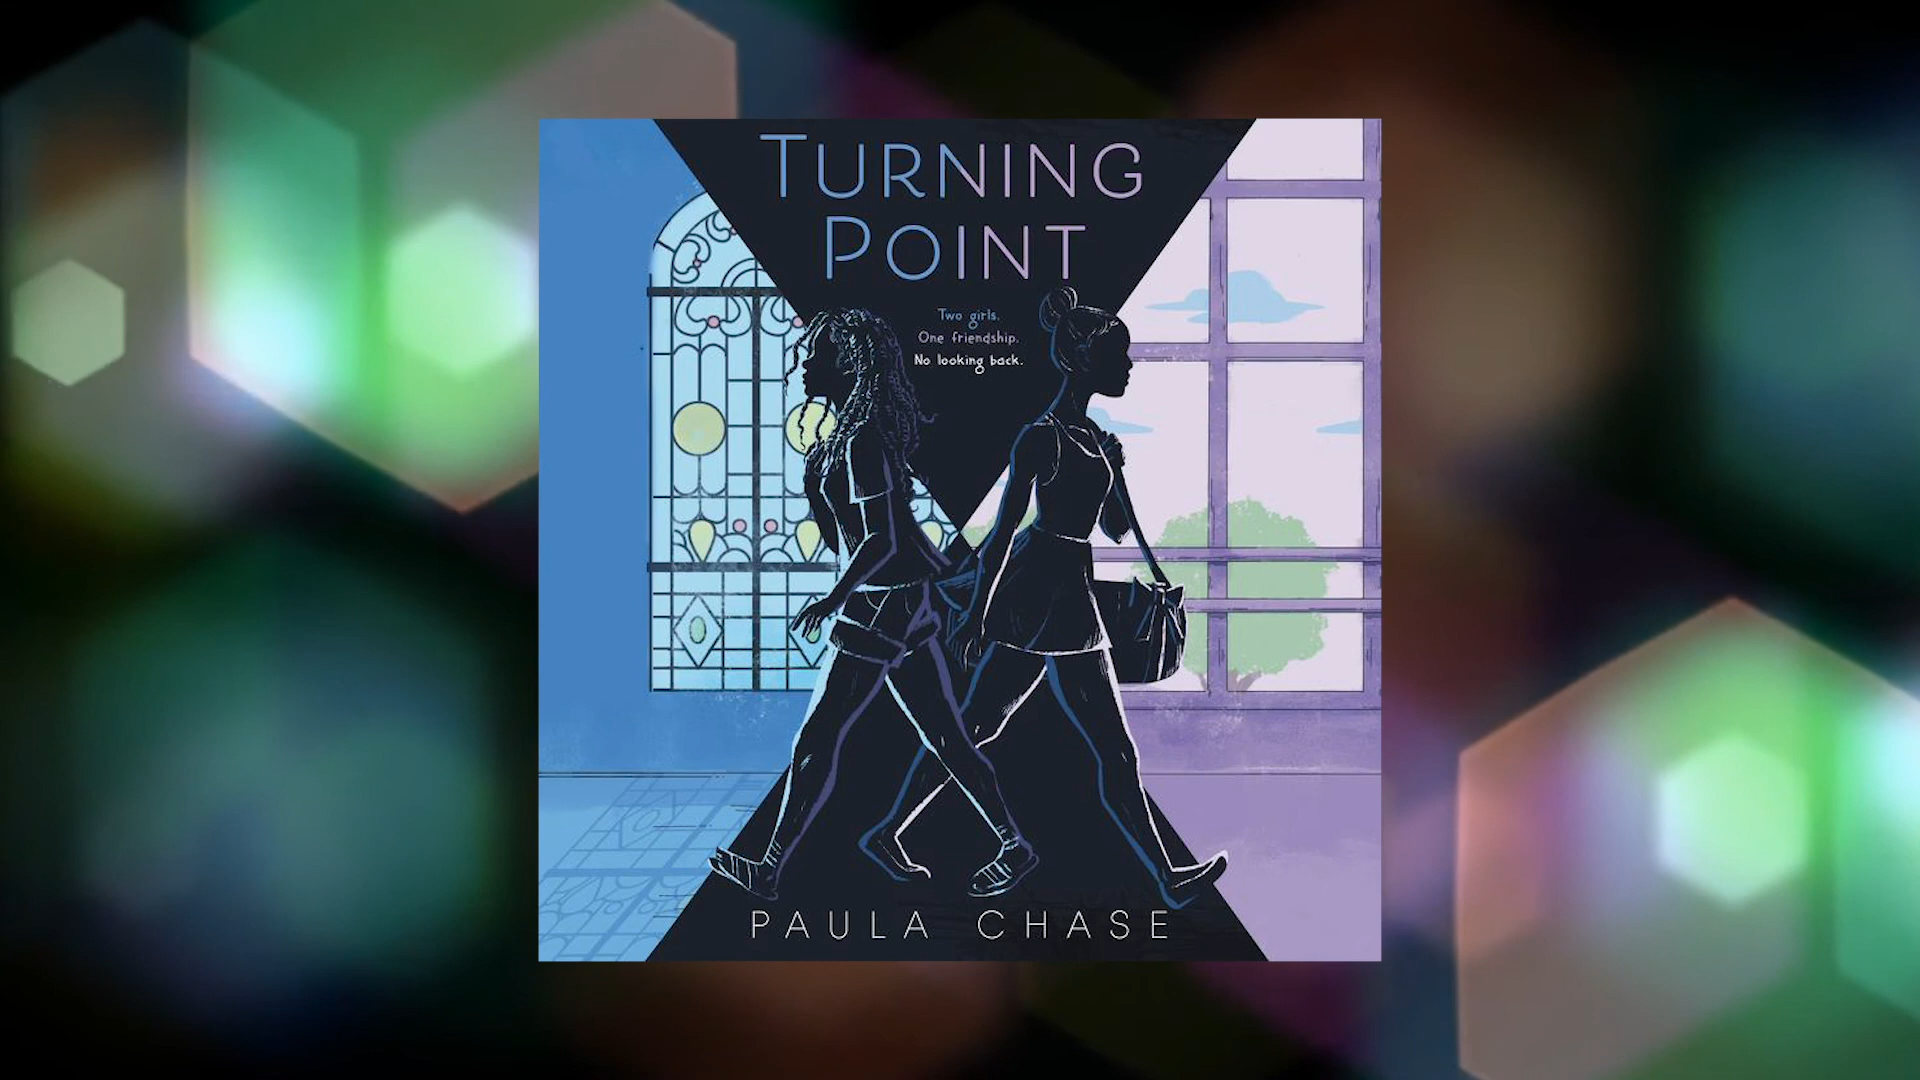 TURNING
POINT
Two girls.
One friendship.
No looking back.
PAULA CHASE